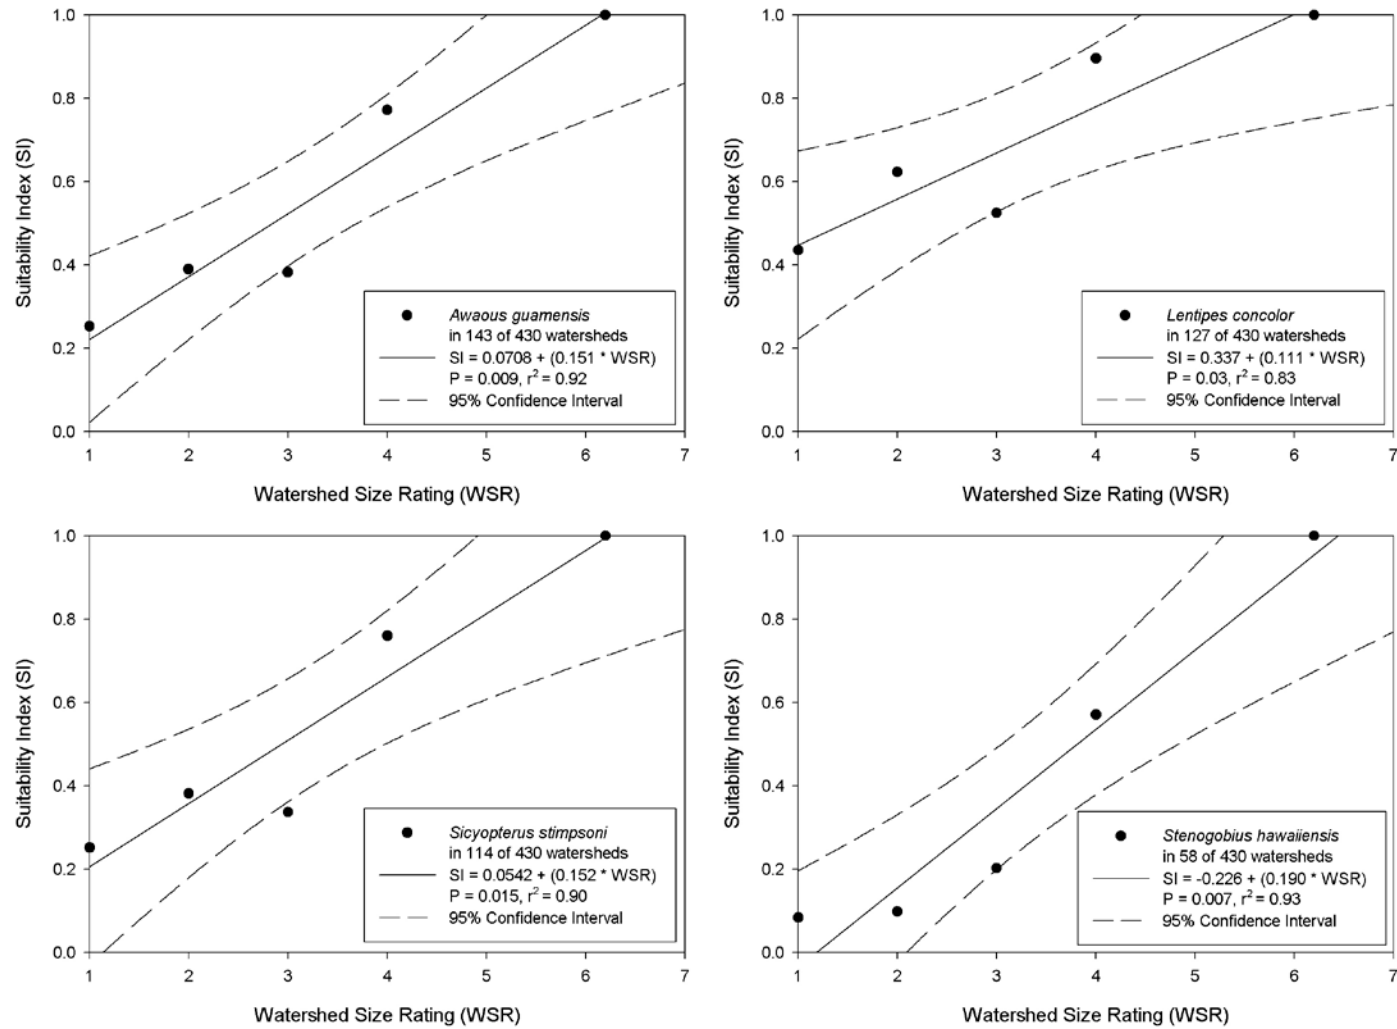 1.0
0.8
0.6
0.4
0.2
0.0
Suitability Index (SI)
Awaous guamensis
in 143 of 430 watersheds
SI = 0.0708 + (0.151 * WSR)
P = 0.009, r² = 0.92
95% Confidence Interval
1 2 3 4 5 6 7
Watershed Size Rating (WSR)
1.0
0.8
0.6
0.4
0.2
0.0
Suitability Index (SI)
Lentipes concolor
in 127 of 430 watersheds
SI = 0.337 + (0.111 * WSR)
P = 0.03, r² = 0.83
95% Confidence Interval
1 2 3 4 5 6 7
Watershed Size Rating (WSR)
1.0
0.8
0.6
0.4
0.2
0.0
Suitability Index (SI)
Sicyopterus stimpsoni
in 114 of 430 watersheds
SI = 0.0542 + (0.152 * WSR)
P = 0.015, r² = 0.90
95% Confidence Interval
1 2 3 4 5 6 7
Watershed Size Rating (WSR)
1.0
0.8
0.6
0.4
0.2
0.0
Suitability Index (SI)
Stenogobius hawaiiensis
in 58 of 430 watersheds
SI = -0.226 + (0.190 * WSR)
P = 0.007, r² = 0.93
95% Confidence Interval
1 2 3 4 5 6 7
Watershed Size Rating (WSR)